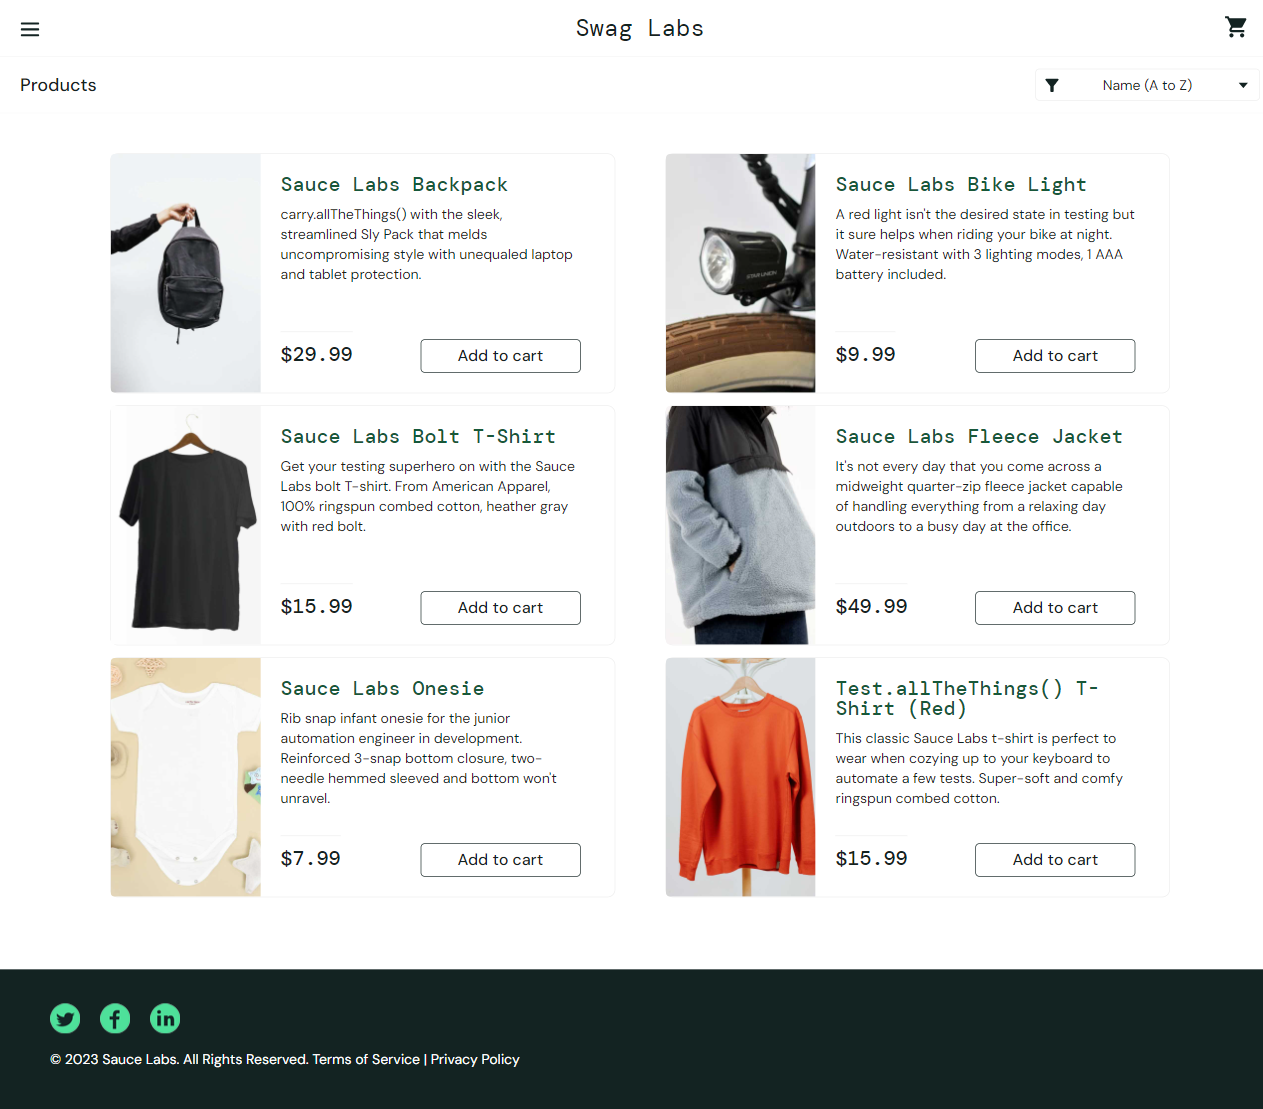 Swag Labs
Products
Name (A to Z)
Sauce Labs Backpack
carry.allTheThings() with the sleek,
streamlined Sly Pack that melds
uncompromising style with unequaled laptop
and tablet protection.
$29.99
Add to cart
Sauce Labs Bike Light
A red light isn't the desired state in testing but
it sure helps when riding your bike at night.
Water-resistant with 3 lighting modes, 1 AAA
battery included.
STAR UNION
$9.99
Add to cart
Sauce Labs Bolt T-Shirt
Get your testing superhero on with the Sauce
Labs bolt T-shirt. From American Apparel,
100% ringspun combed cotton, heather gray
with red bolt.
$15.99
Add to cart
Sauce Labs Fleece Jacket
It's not every day that you come across a
midweight quarter-zip fleece jacket capable
of handling everything from a relaxing day
outdoors to a busy day at the office.
$49.99
Add to cart
Sauce Labs Onesie
Rib snap infant onesie for the junior
automation engineer in development.
Reinforced 3-snap bottom closure, two-
needle hemmed sleeved and bottom won't
unravel.
$7.99
Add to cart
Test.allTheThings() T-
Shirt (Red)
This classic Sauce Labs t-shirt is perfect to
wear when cozying up to your keyboard to
automate a few tests. Super-soft and comfy
ringspun combed cotton.
$15.99
Add to cart
© 2023 Sauce Labs. All Rights Reserved. Terms of Service | Privacy Policy